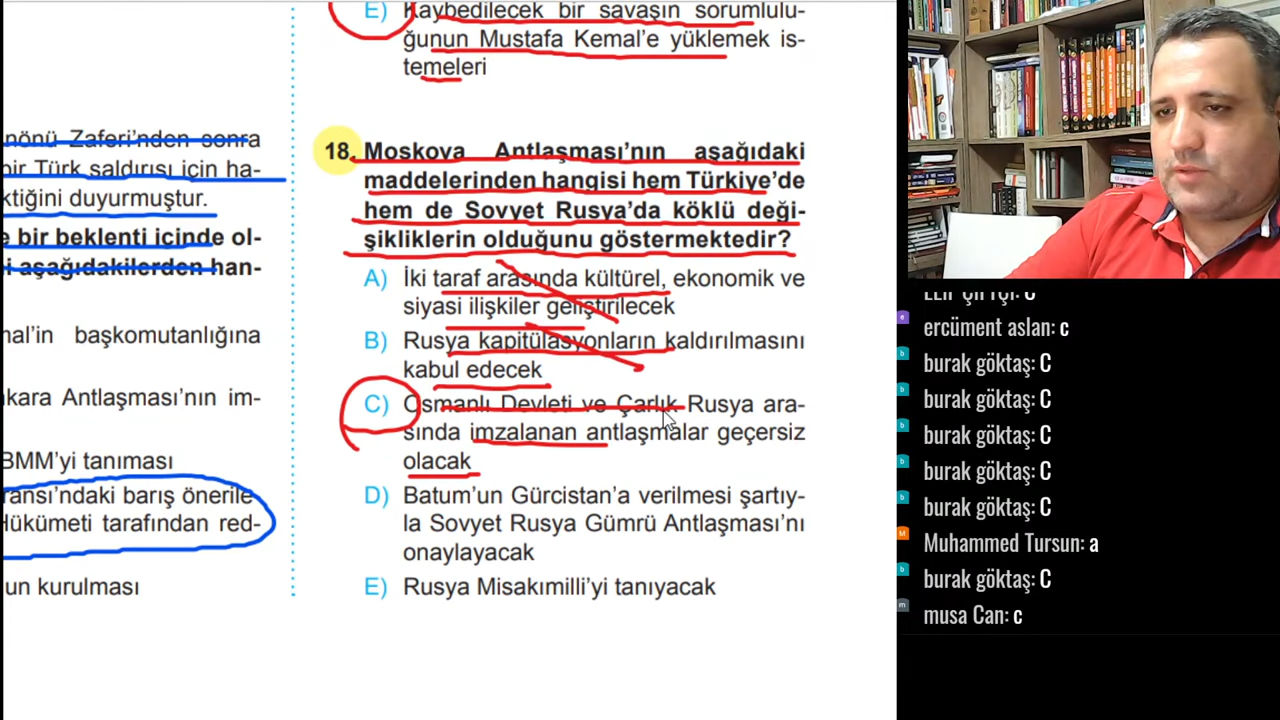 E) Kaybedilecek bir savaşın sorumlulu-
ğunun Mustafa Kemal’e yüklemek is-
temeleri
nönü Zaferi’nden sonra
bir Türk saldırısı için ha-
ktiğini duyurmuştur.
e bir beklenti içinde ol-
i aşağıdakilerden han-
mal’in başkomutanlığına
nkara Antlaşması’nın im-
BMM’yi tanıması
ransı’ndaki barış önerile
Hükümeti tarafından red-
un kurulması
18. Moskova Antlaşması’nın aşağıdaki
maddelerinden hangisi hem Türkiye’de
hem de Sovyet Rusya’da köklü deği-
şikliklerin olduğunu göstermektedir?
A) İki taraf arasında kültürel, ekonomik ve
siyasi ilişkiler geliştirilecek
B) Rusya kapitülasyonların kaldırılmasını
kabul edecek
C) Osmanlı Devleti ve Çarlık Rusya ara-
sında imzalanan antlaşmalar geçersiz
olacak
D) Batum’un Gürcistan’a verilmesi şartıy-
la Sovyet Rusya Gümrü Antlaşması’nı
onaylayacak
E) Rusya Misakımilli’yi tanıyacak
e ercüment aslan: c
b burak göktaş: C
b burak göktaş: C
b burak göktaş: C
b burak göktaş: C
b burak göktaş: C
M Muhammed Tursun: a
b burak göktaş: C
m musa Can: c